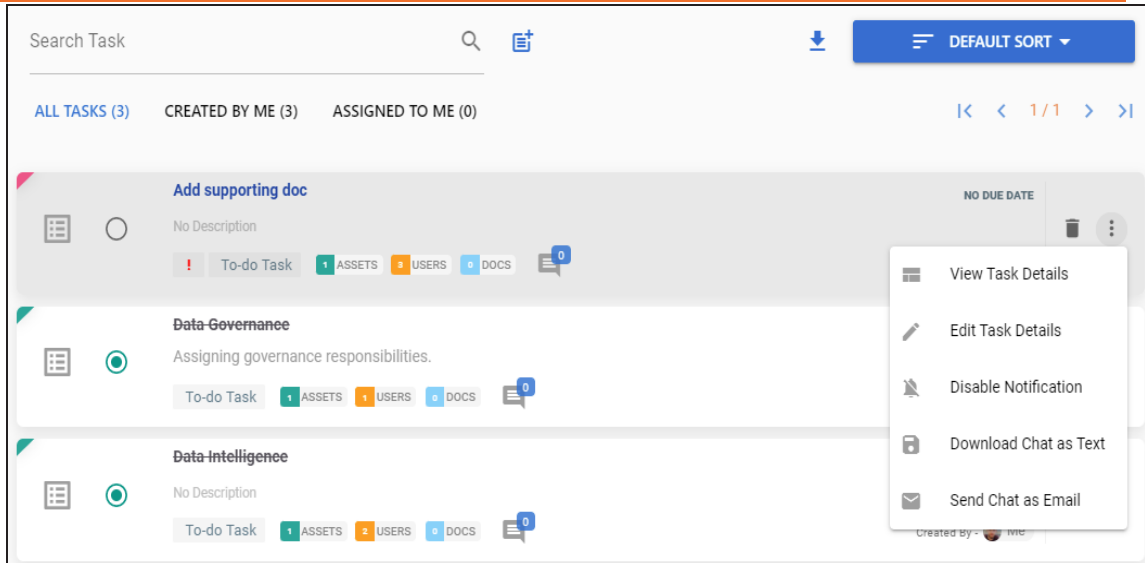 Search Task
DEFAULT SORT
ALL TASKS (3) CREATED BY ME (3) ASSIGNED TO ME (0)
1 / 1
Add supporting doc
NO DUE DATE
No Description
! To-do Task 1 ASSETS 3 USERS 0 DOCS 0
View Task Details
Edit Task Details
Disable Notification
Download Chat as Text
Send Chat as Email
Data Governance
Assigning governance responsibilities.
To-do Task 1 ASSETS 1 USERS 0 DOCS 0
Data Intelligence
No Description
To-do Task 1 ASSETS 2 USERS 0 DOCS 0
Created By - Me